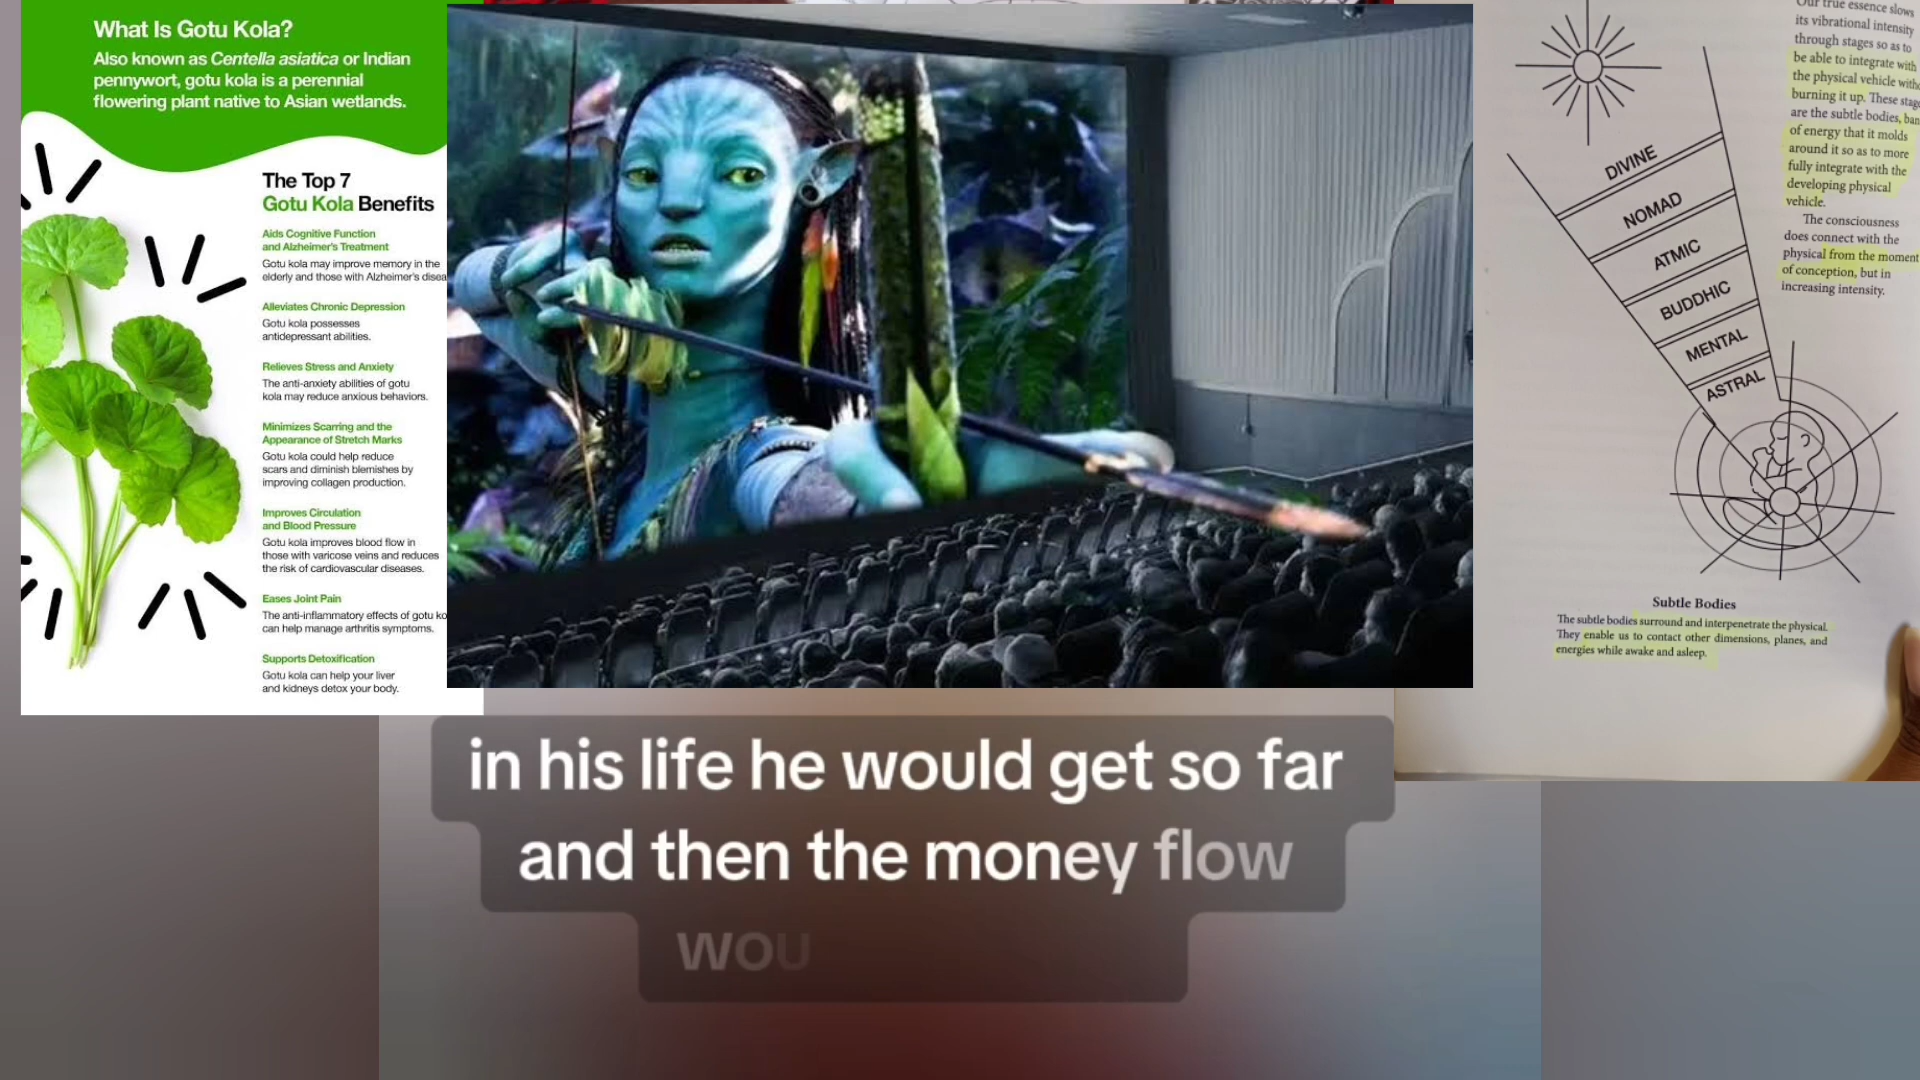 What Is Gotu Kola?
Also known as Centella asiatica or Indian
pennywort, gotu kola is a perennial
flowering plant native to Asian wetlands.
The Top 7
Gotu Kola Benefits
Aids Cognitive Function
and Alzheimer's Treatment
Gotu kola may improve memory in the
elderly and those with Alzheimer's
Alleviates Chronic Depression
Gotu kola possesses
antidepressant abilities.
Relieves Stress and Anxiety
The anti-anxiety abilities of gotu
kola may reduce anxious behaviors.
Minimizes Scarring and the
Appearance of Stretch Marks
Gotu kola could help reduce
scars and diminish blemishes by
improving collagen production.
Improves Circulation
and Blood Pressure
Gotu kola improves blood flow in
those with varicose veins and reduces
the risk of cardiovascular diseases.
Eases Joint Pain
The anti-inflammatory effects of gotu
can help manage arthritis symptoms.
Supports Detoxification
Gotu kola can help your liver
and kidneys detox your body.
Our true essence slows
its vibrational intensity
through stages so as to
be able to integrate with
the physical vehicle
burning it up. These
are the subtle bodies,
of energy that it molds
around it so as to more
fully integrate with the
developing physical
vehicle.
The consciousness
does connect with the
physical from the moment
of conception, but in
increasing intensity.
DIVINE
NOMAD
ATMIC
BUDDHIC
MENTAL
ASTRAL
Subtle Bodies
The subtle bodies surround and interpenetrate the physical.
They enable us to contact other dimensions, planes, and
energies while awake and asleep.
in his life he would get so far
and then the money flow
wou